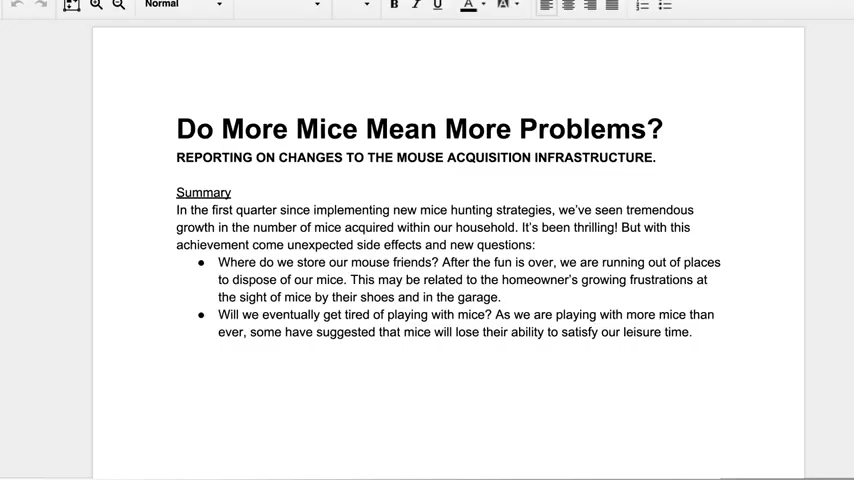 Normal
B I U A A
Do More Mice Mean More Problems?
REPORTING ON CHANGES TO THE MOUSE ACQUISITION INFRASTRUCTURE.
Summary
In the first quarter since implementing new mice hunting strategies, we’ve seen tremendous
growth in the number of mice acquired within our household. It’s been thrilling! But with this
achievement come unexpected side effects and new questions:
● Where do we store our mouse friends? After the fun is over, we are running out of places
to dispose of our mice. This may be related to the homeowner’s growing frustrations at
the sight of mice by their shoes and in the garage.
● Will we eventually get tired of playing with mice? As we are playing with more mice than
ever, some have suggested that mice will lose their ability to satisfy our leisure time.